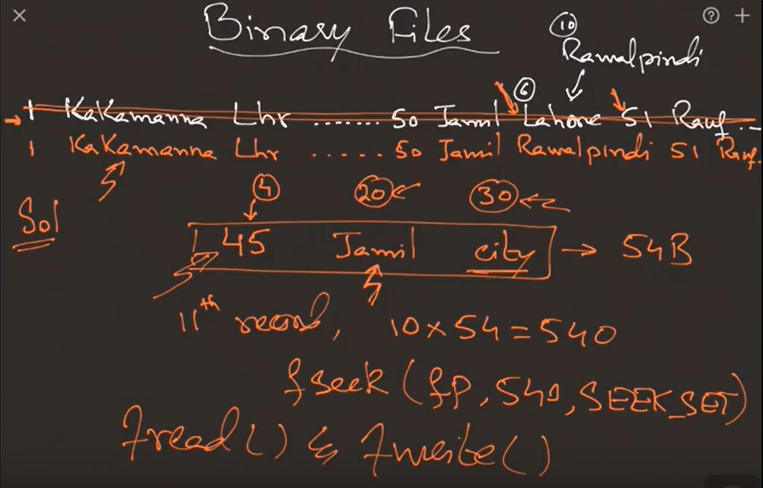 Binary Files
10
Rawalpindi
6
1 KaKamanna Lhr ........ 50 Jamil Lahore 51 Rauf...
1 KaKamanna Lhr ..... 50 Jamil Rawalpindi 51 Rauf.
4 20 30
Sol
45 Jamil city → 54B
11th record, 10×54=540
fseek (fp, 540, SEEK_SET)
fread() & fwrite()